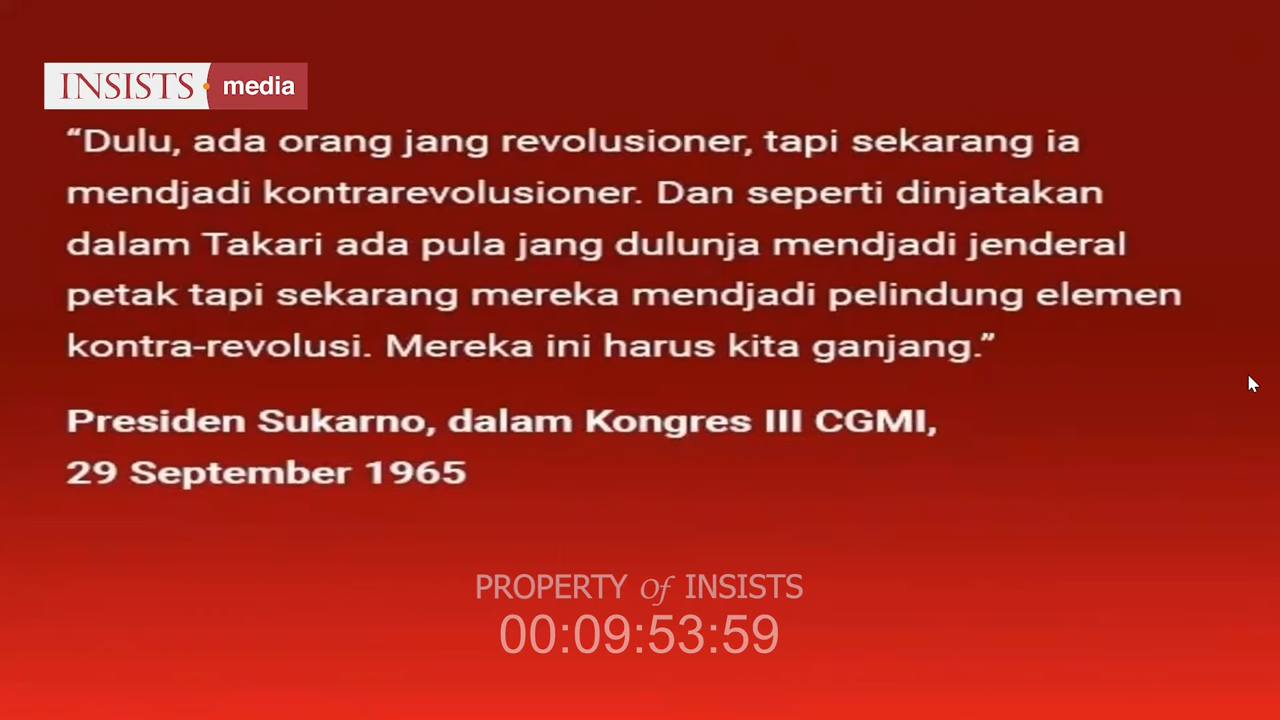 INSISTS media
“Dulu, ada orang jang revolusioner, tapi sekarang ia
mendjadi kontrarevolusioner. Dan seperti dinjatakan
dalam Takari ada pula jang dulunja mendjadi jenderal
petak tapi sekarang mereka mendjadi pelindung elemen
kontra-revolusi. Mereka ini harus kita ganjang.”
Presiden Sukarno, dalam Kongres III CGMI,
29 September 1965
PROPERTY of INSISTS
00:09:53:59